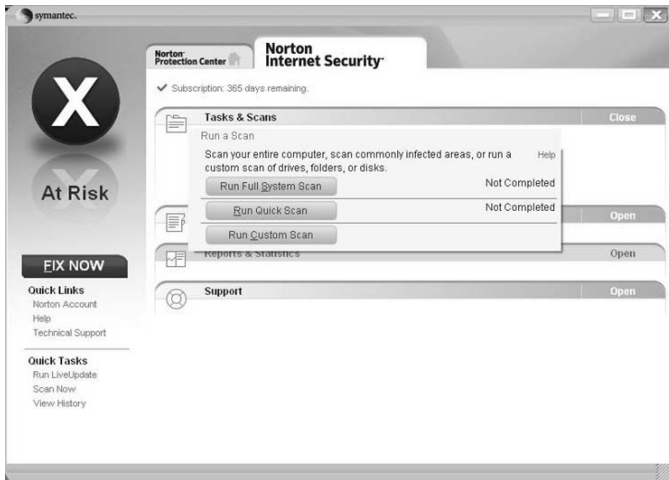 symantec.
Norton
Protection Center
Norton
Internet Security
Subscription: 365 days remaining.
X
At Risk
FIX NOW
Quick Links
Norton Account
Help
Technical Support
Quick Tasks
Run LiveUpdate
Scan Now
View History
Tasks & Scans Close
Run a Scan
Scan your entire computer, scan commonly infected areas, or run a Help
custom scan of drives, folders, or disks.
Run Full System Scan Not Completed
Run Quick Scan Not Completed
Run Custom Scan
Open
Reports & Statistics Open
Support Open